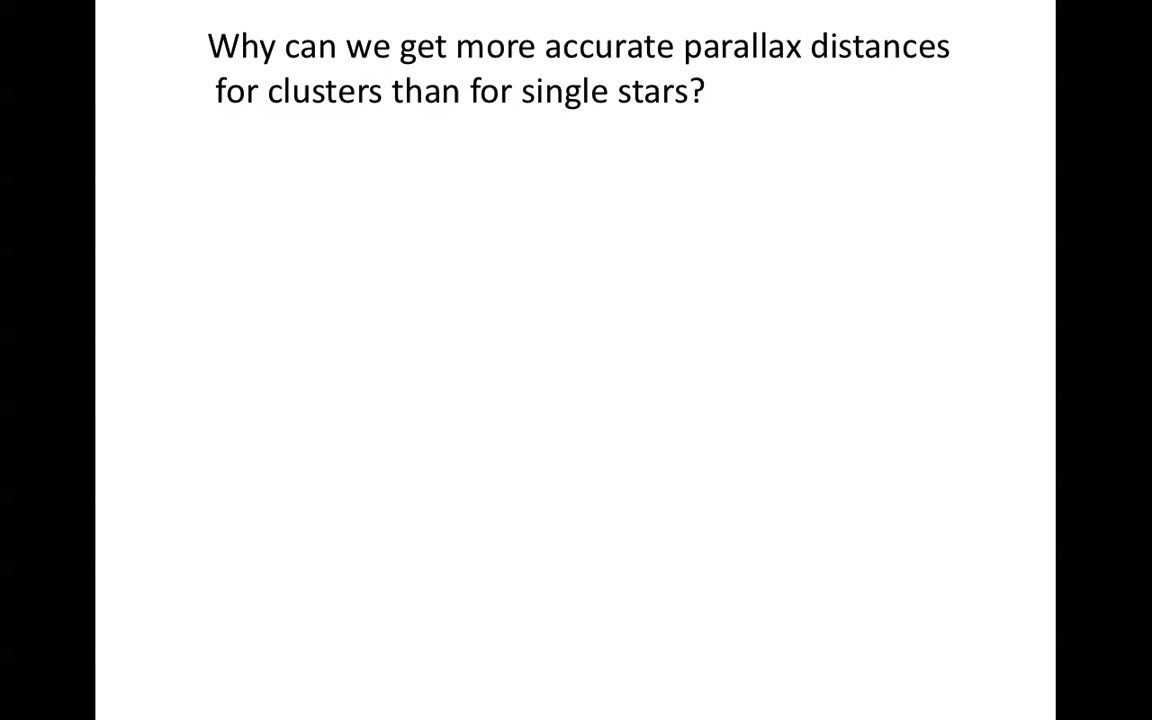 Why can we get more accurate parallax distances
for clusters than for single stars?